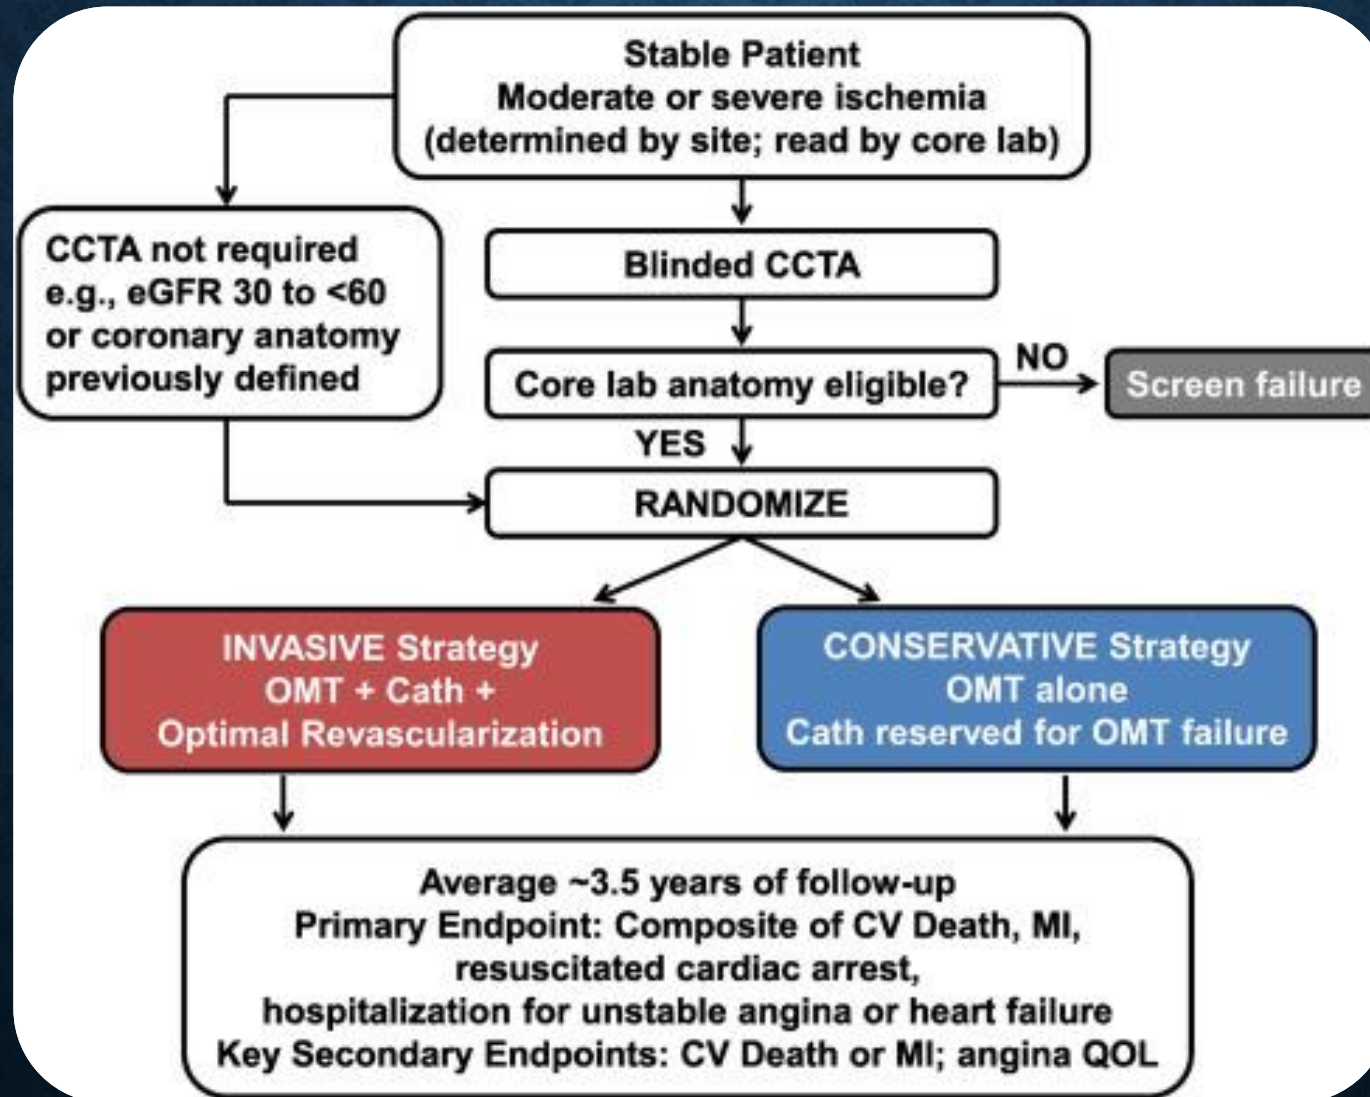 Stable Patient
Moderate or severe ischemia
(determined by site; read by core lab)
CCTA not required
e.g., eGFR 30 to <60
or coronary anatomy
previously defined
Blinded CCTA
Core lab anatomy eligible?
NO
Screen failure
YES
RANDOMIZE
INVASIVE Strategy
OMT + Cath +
Optimal Revascularization
CONSERVATIVE Strategy
OMT alone
Cath reserved for OMT failure
Average ~3.5 years of follow-up
Primary Endpoint: Composite of CV Death, MI,
resuscitated cardiac arrest,
hospitalization for unstable angina or heart failure
Key Secondary Endpoints: CV Death or MI; angina QOL